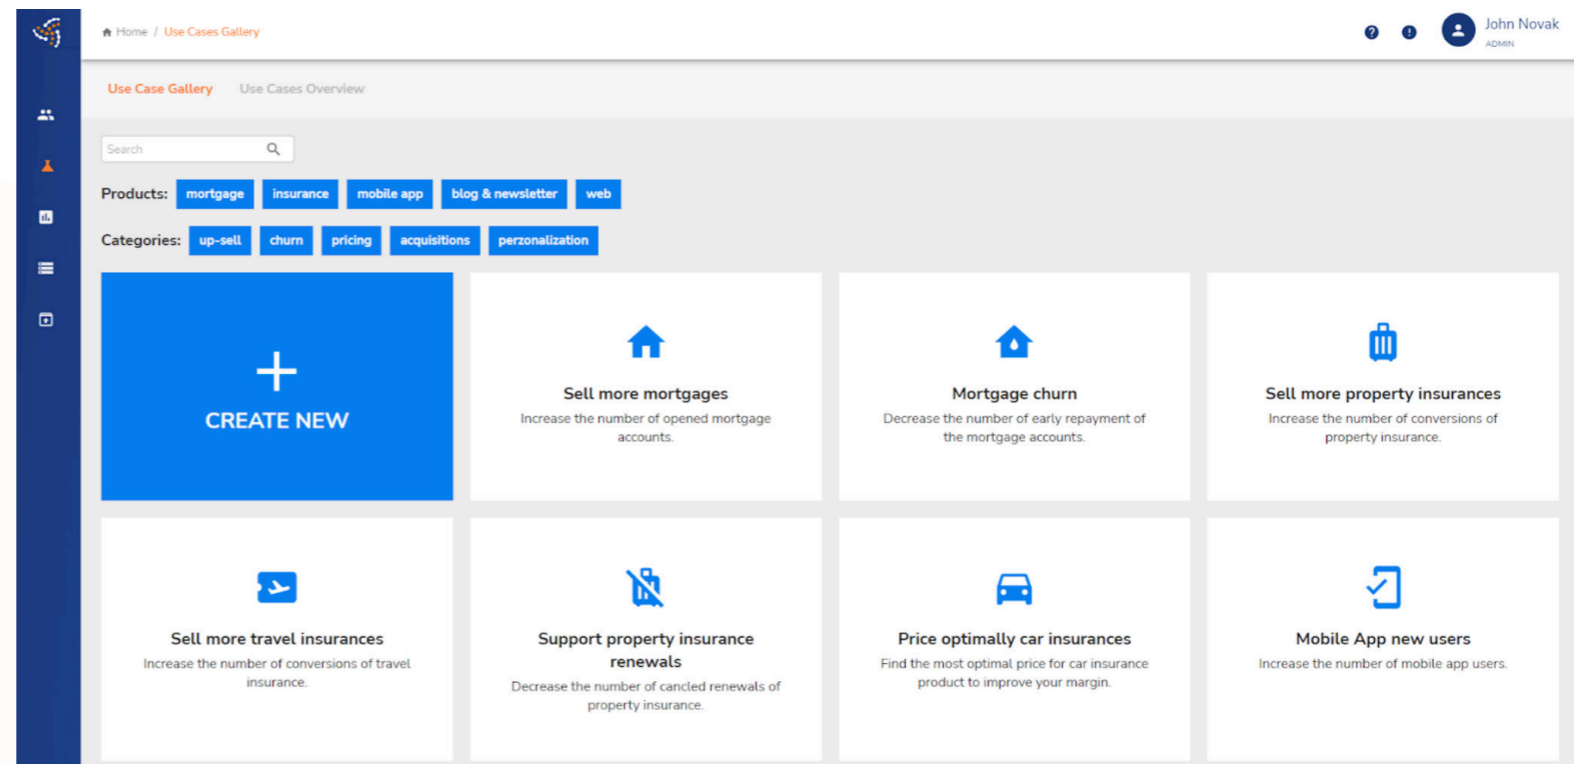 Home / Use Cases Gallery
John Novak
ADMIN
Use Case Gallery Use Cases Overview
Search
Products: mortgage insurance mobile app blog & newsletter web
Categories: up-sell churn pricing acquisitions perzonalization
CREATE NEW
Sell more mortgages
Increase the number of opened mortgage
accounts.
Mortgage churn
Decrease the number of early repayment of
the mortgage accounts.
Sell more property insurances
Increase the number of conversions of
property insurance.
Sell more travel insurances
Increase the number of conversions of travel
insurance.
Support property insurance
renewals
Decrease the number of cancled renewals of
property insurance.
Price optimally car insurances
Find the most optimal price for car insurance
product to improve your margin.
Mobile App new users
Increase the number of mobile app users.